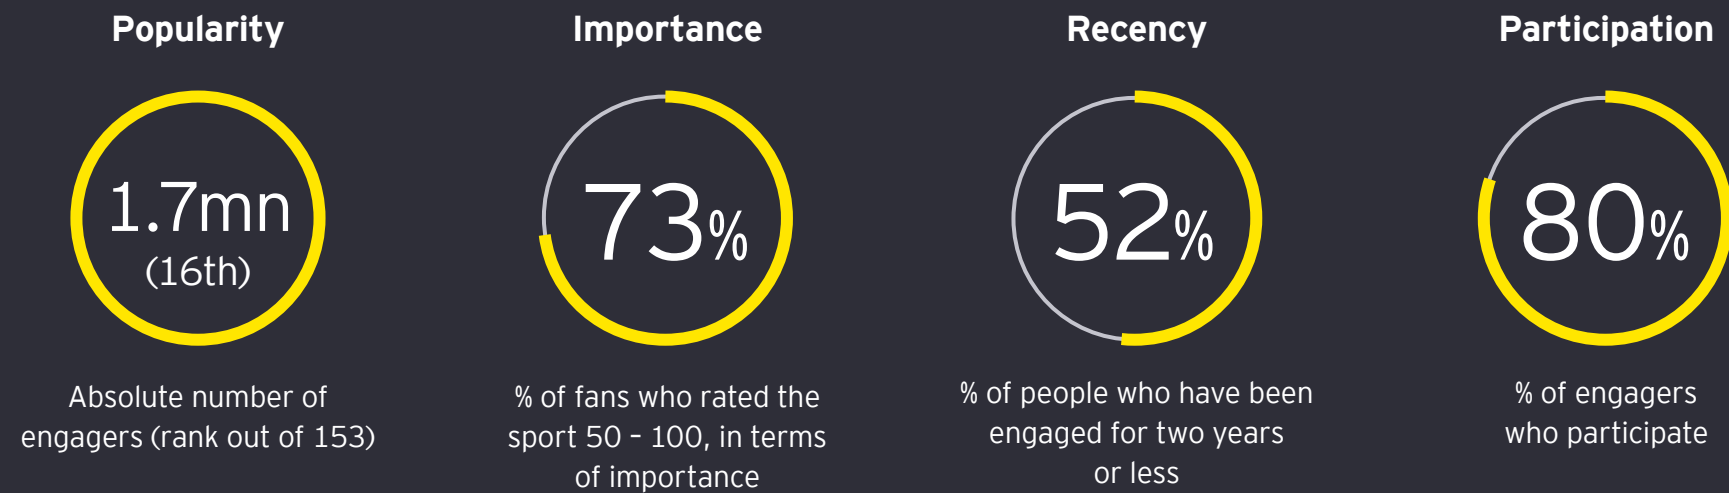 Popularity
1.7mn
(16th)
Absolute number of
engagers (rank out of 153)
Importance
73%
% of fans who rated the
sport 50 – 100, in terms
of importance
Recency
52%
% of people who have been
engaged for two years
or less
Participation
80%
% of engagers
who participate